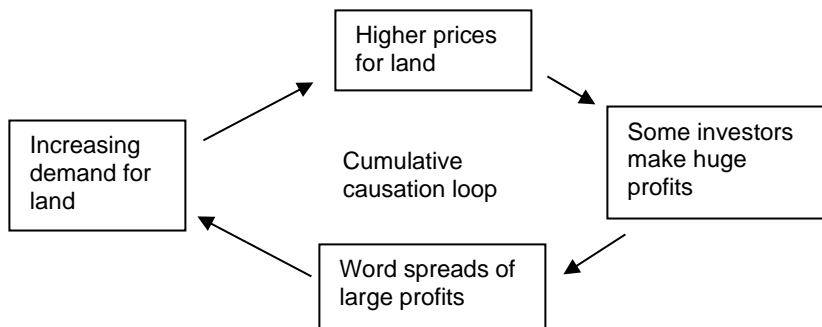 Higher prices
for land
Some investors
make huge
profits
Increasing
demand for
land
Cumulative
causation loop
Word spreads of
large profits